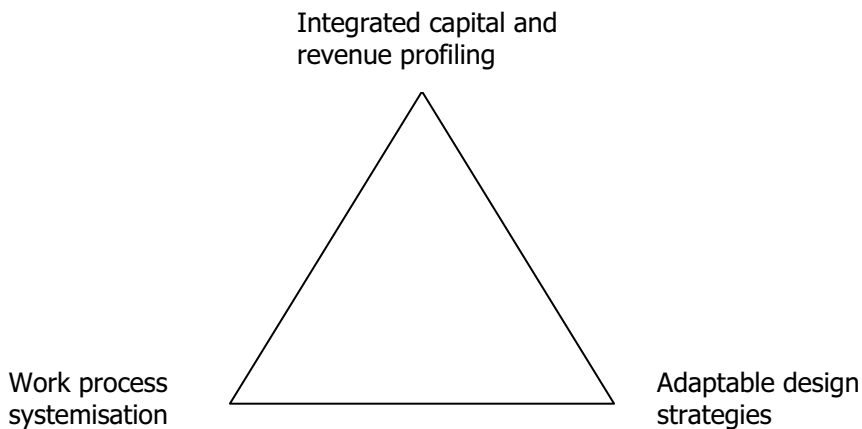 Integrated capital and
revenue profiling
Work process
systemisation
Adaptable design
strategies